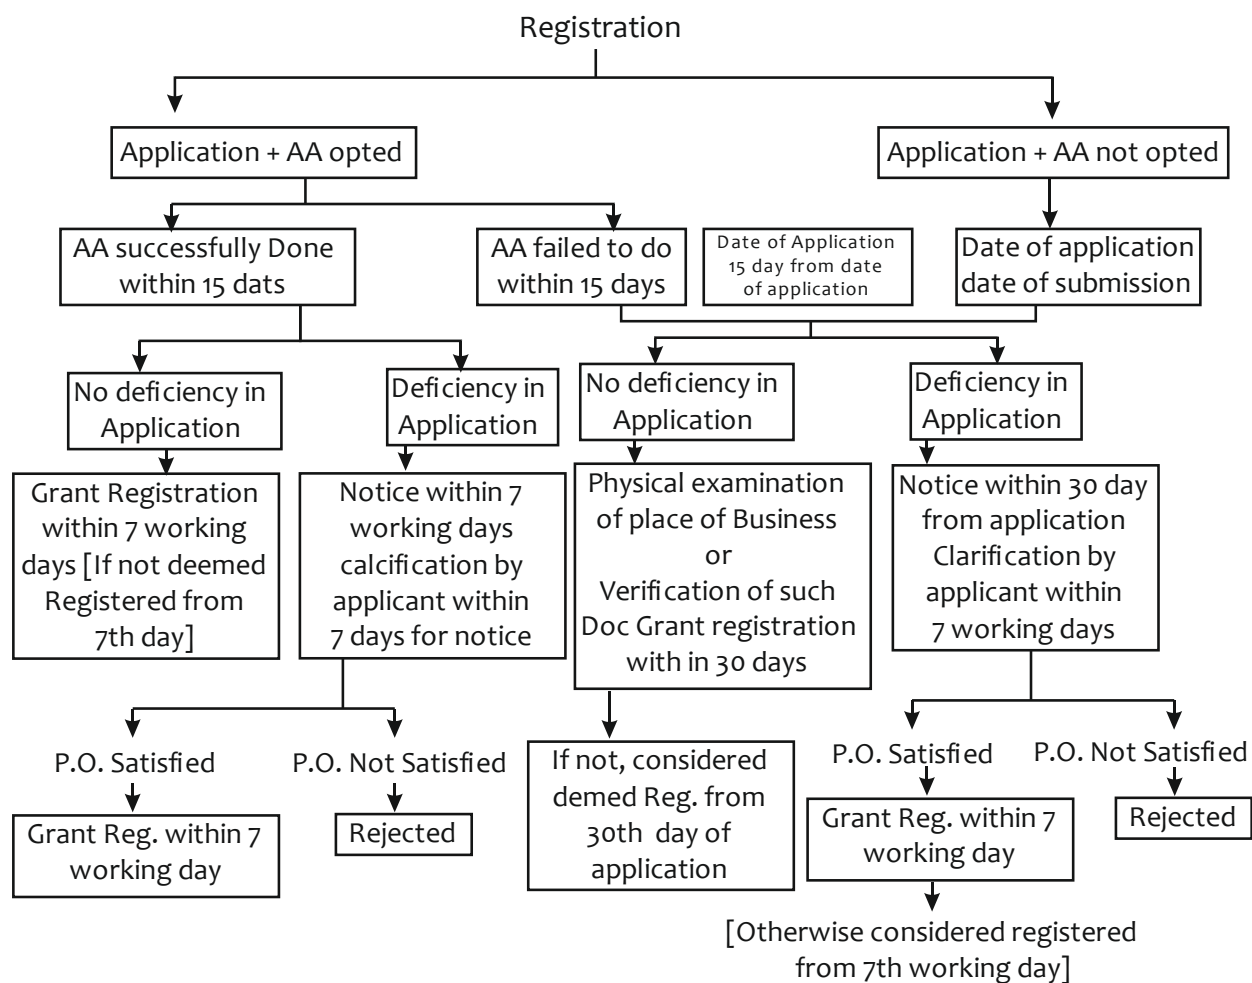 Registration
Application + AA opted
Application + AA not opted
AA successfully Done
within 15 dats
AA failed to do
within 15 days
Date of Application
15 day from date
of application
Date of application
date of submission
No deficiency in
Application
Deficiency in
Application
No deficiency in
Application
Deficiency in
Application
Grant Registration
within 7 working
days [If not deemed
Registered from
7th day]
Notice within 7
working days
calcification by
applicant within
7 days for notice
Physical examination
of place of Business
or
Verification of such
Doc Grant registration
with in 30 days
Notice within 30 day
from application
Clarification by
applicant within
7 working days
P.O. Satisfied
P.O. Not Satisfied
If not, considered
demed Reg. from
30th day of
application
P.O. Satisfied
P.O. Not Satisfied
Grant Reg. within 7
working day
Rejected
Grant Reg. within 7
working day
Rejected
[Otherwise considered registered
from 7th working day]